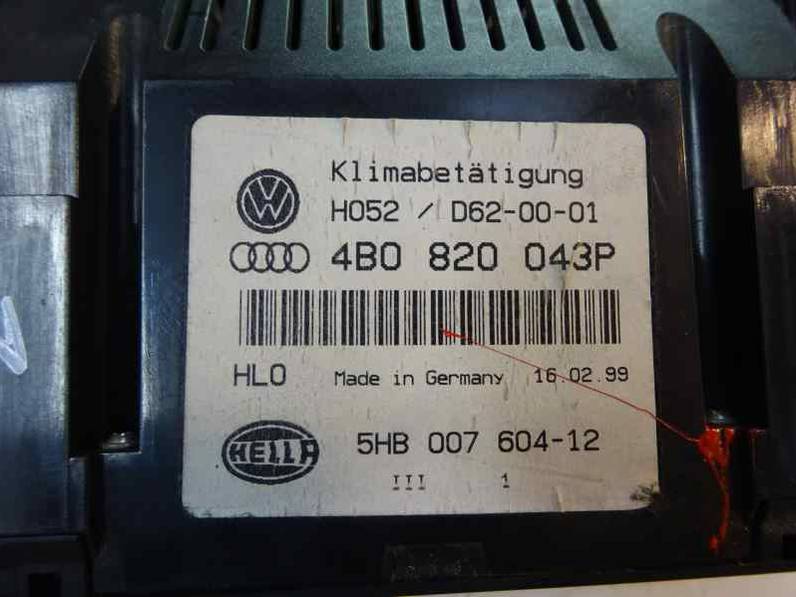 Klimabetätigung
H052 / D62-00-01
4B0 820 043P
HLO Made in Germany 16.02.99
HELLA 5HB 007 604-12
III 1